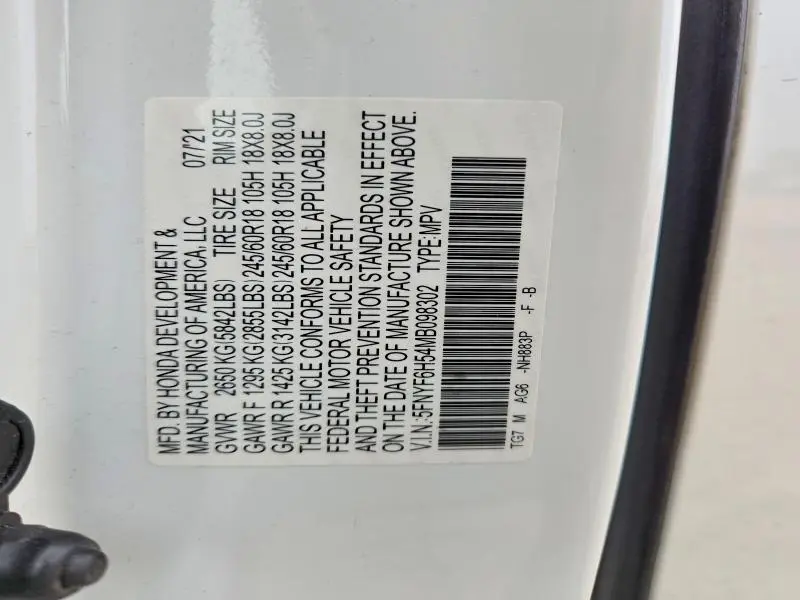 MFD. BY HONDA DEVELOPMENT &
MANUFACTURING OF AMERICA, LLC 07/21
GVWR 2650 KG(5842LBS) TIRE SIZE RIM SIZE
GAWR F 1295 KG(2855LBS)245/60R18 105H 18X8.0J
GAWR R 1425 KG(3142LBS)245/60R18 105H 18X8.0J
THIS VEHICLE CONFORMS TO ALL APPLICABLE
FEDERAL MOTOR VEHICLE SAFETY
AND THEFT PREVENTION STANDARDS IN EFFECT
ON THE DATE OF MANUFACTURE SHOWN ABOVE.
V.I.N.:5FNYF6H54MB098302 TYPE:MPV
TG7 M AG6 -NH883P -F -B